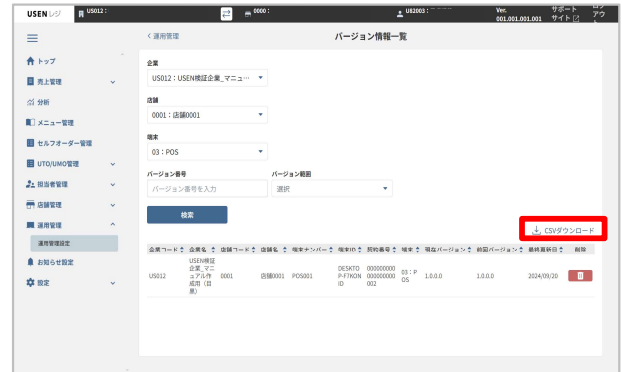 USEN レジ
US012：
0000：
U82003：
Ver.
001.001.001.001
サポート
サイト
ログアウト
トップ
売上管理
分析
メニュー管理
セルフオーダー管理
UTO/UMO管理
担当者管理
店舗管理
運用管理
運用管理設定
お知らせ設定
設定
< 運用管理
バージョン情報一覧
企業
US012：USEN検証企業_マニュ…
店舗
0001：店舗0001
端末
03：POS
バージョン番号
バージョン範囲
バージョン番号を入力
選択
検索
CSVダウンロード
企業コード 企業名 店舗コード 店舗名 端末ナンバー 端末ID 契約番号 端末 現在バージョン 前回バージョン 最終更新日 削除
US012 USEN検証企業_マニュアル作成用（目黒） 0001 店舗0001 POS001 DESKTOP-F7KONID 000000000000000000002 03：POS 1.0.0.0 1.0.0.0 2024/09/20